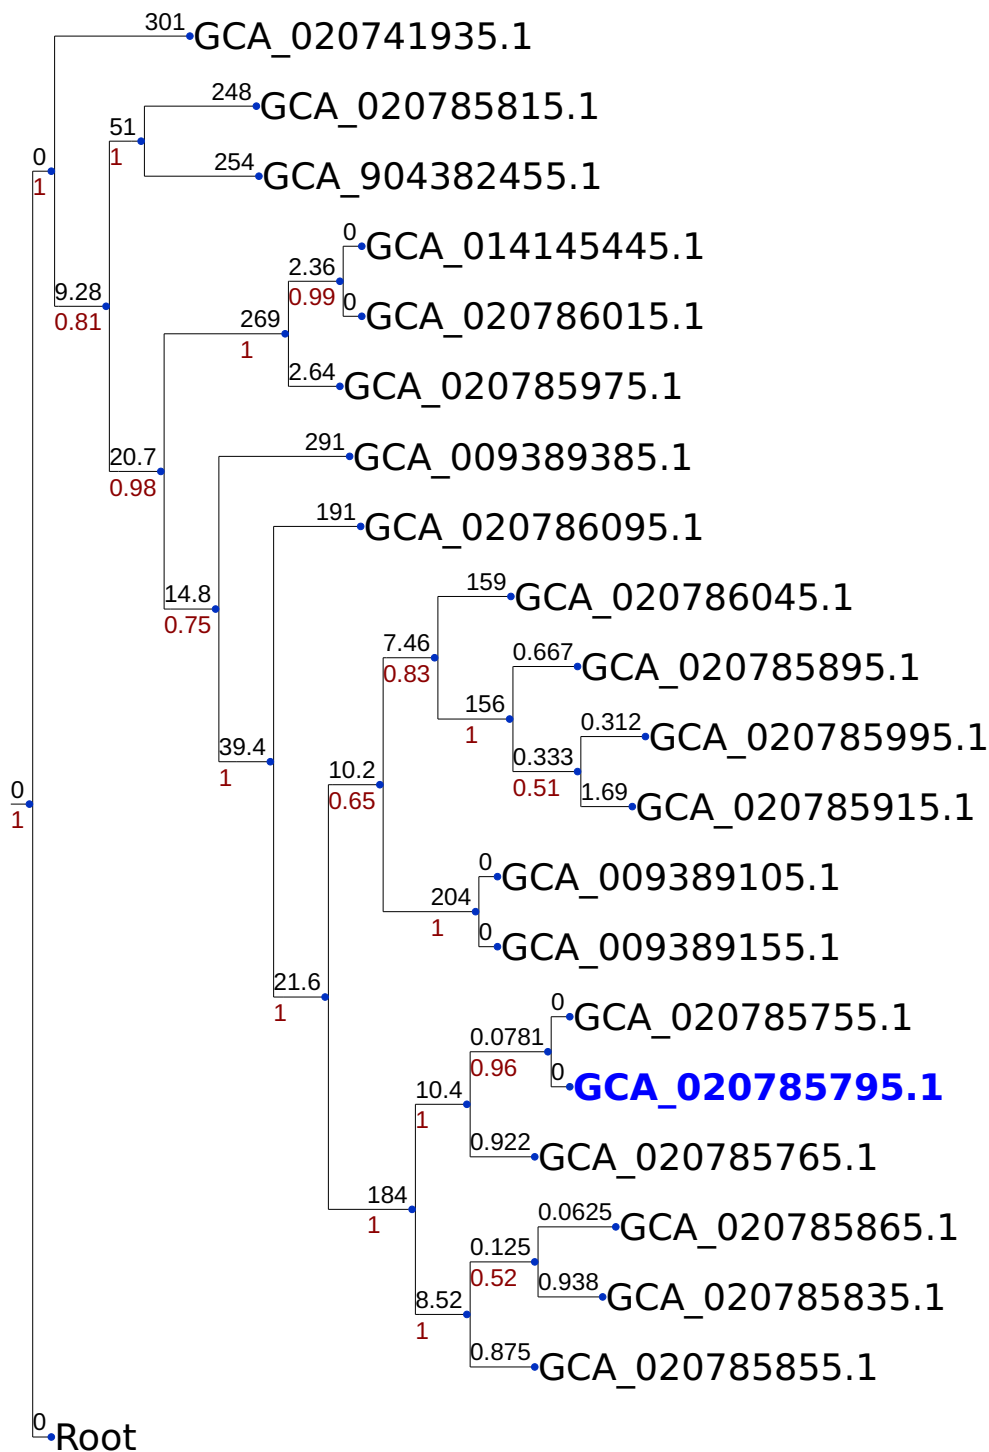 301
GCA_020741935.1
248
GCA_020785815.1
51
1
0
1
254
GCA_904382455.1
0
GCA_014145445.1
2.36
0.99
9.28
0.81
0
GCA_020786015.1
269
1
2.64
GCA_020785975.1
291
GCA_009389385.1
20.7
0.98
191
GCA_020786095.1
159
GCA_020786045.1
14.8
0.75
7.46
0.83
0.667
GCA_020785895.1
156
1
0.312
GCA_020785995.1
39.4
1
0.333
0.51
10.2
0.65
1.69
GCA_020785915.1
0
1
0
GCA_009389105.1
204
1
0
GCA_009389155.1
21.6
1
0
GCA_020785755.1
0.0781
0.96
0
GCA_020785795.1
10.4
1
0.922
GCA_020785765.1
184
1
0.0625
GCA_020785865.1
0.125
0.52
0.938
GCA_020785835.1
8.52
1
0.875
GCA_020785855.1
0
Root